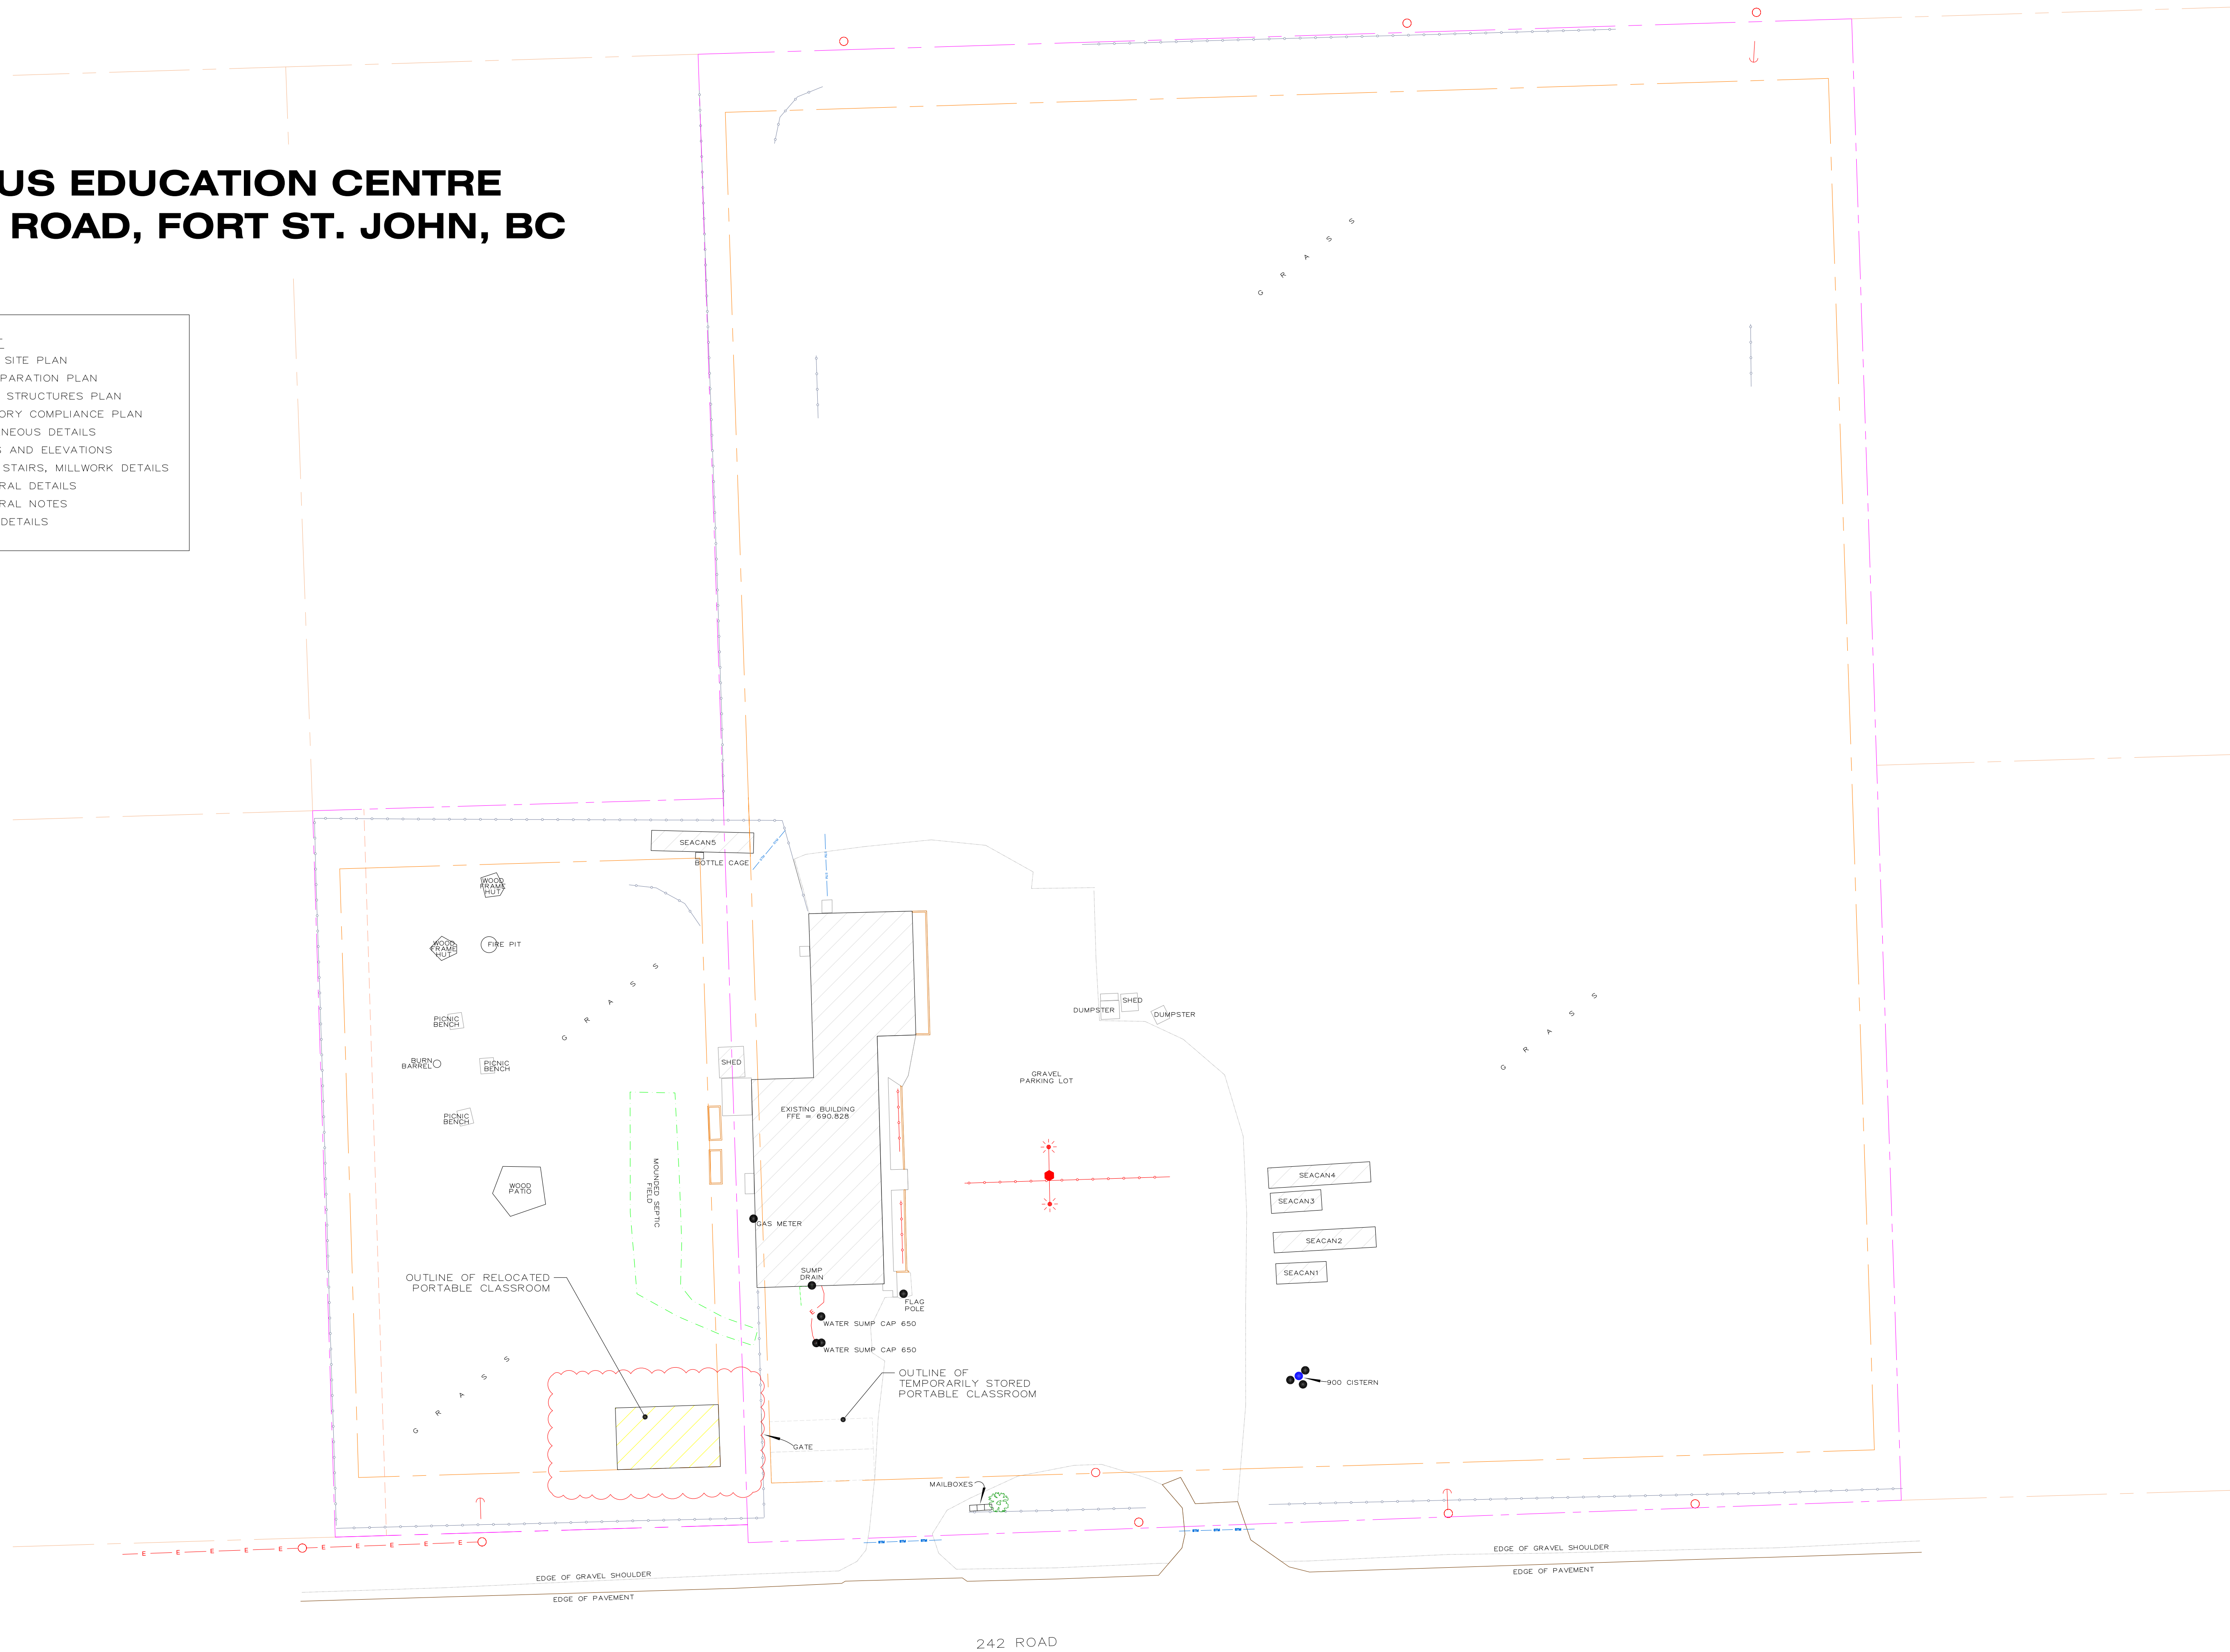 US EDUCATION CENTRE
ROAD, FORT ST. JOHN, BC
SITE PLAN
PARATION PLAN
STRUCTURES PLAN
ORY COMPLIANCE PLAN
NEOUS DETAILS
AND ELEVATIONS
STAIRS, MILLWORK DETAILS
RAL DETAILS
RAL NOTES
DETAILS
G R A S S
SEACAN5
BOTTLE CAGE
WOOD
FRAME
HUT
WOOD
FRAME
HUT
FIRE PIT
G R A S S
PICNIC
BENCH
BURN
BARREL
PICNIC
BENCH
PICNIC
BENCH
WOOD
PATIO
MOUNDED SEPTIC
FIELD
SHED
EXISTING BUILDING
FFE = 690.828
GAS METER
SUMP
DRAIN
E
WATER SUMP CAP 650
WATER SUMP CAP 650
FLAG
POLE
DUMPSTER
SHED
DUMPSTER
GRAVEL
PARKING LOT
G R A S S
SEACAN4
SEACAN3
SEACAN2
SEACAN1
900 CISTERN
OUTLINE OF RELOCATED
PORTABLE CLASSROOM
OUTLINE OF
TEMPORARILY STORED
PORTABLE CLASSROOM
G R A S S
GATE
MAILBOXES
E E E E E E E E E
EDGE OF GRAVEL SHOULDER
EDGE OF PAVEMENT
EDGE OF GRAVEL SHOULDER
EDGE OF PAVEMENT
242 ROAD